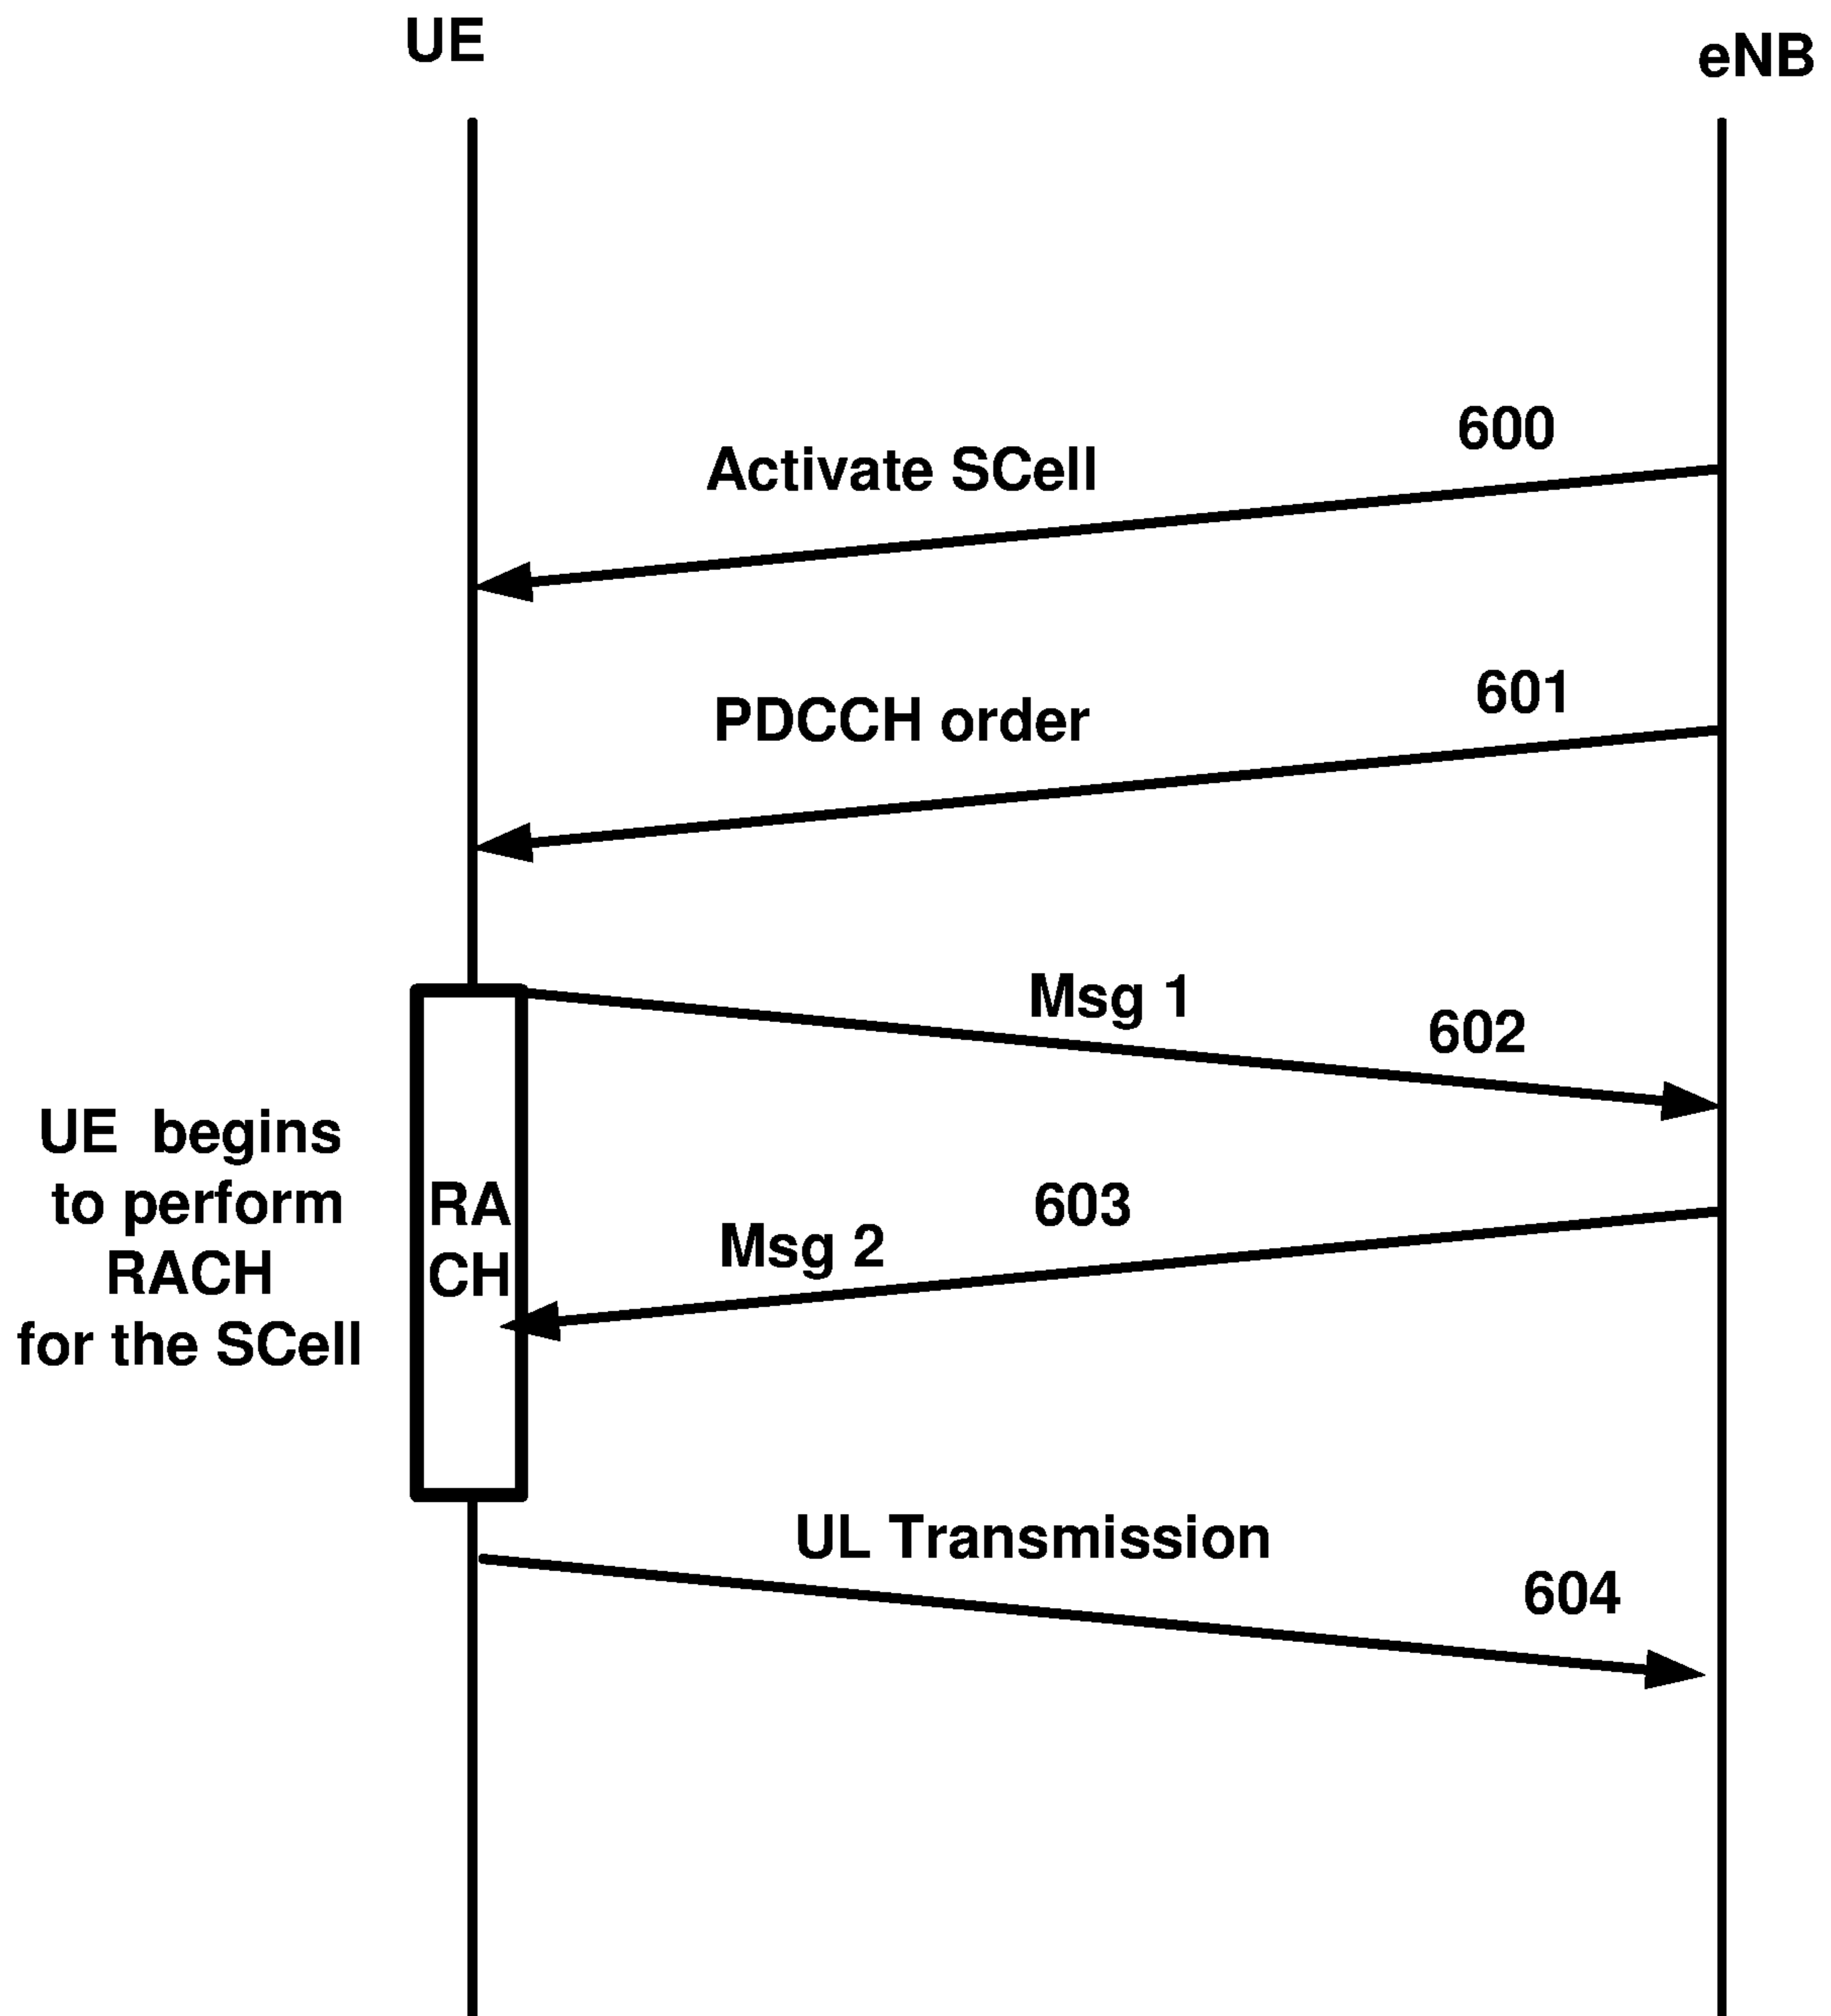 UE
eNB
600
Activate SCell
601
PDCCH order
Msg 1
602
UE begins
to perform
RACH
for the SCell
RA
CH
603
Msg 2
UL Transmission
604